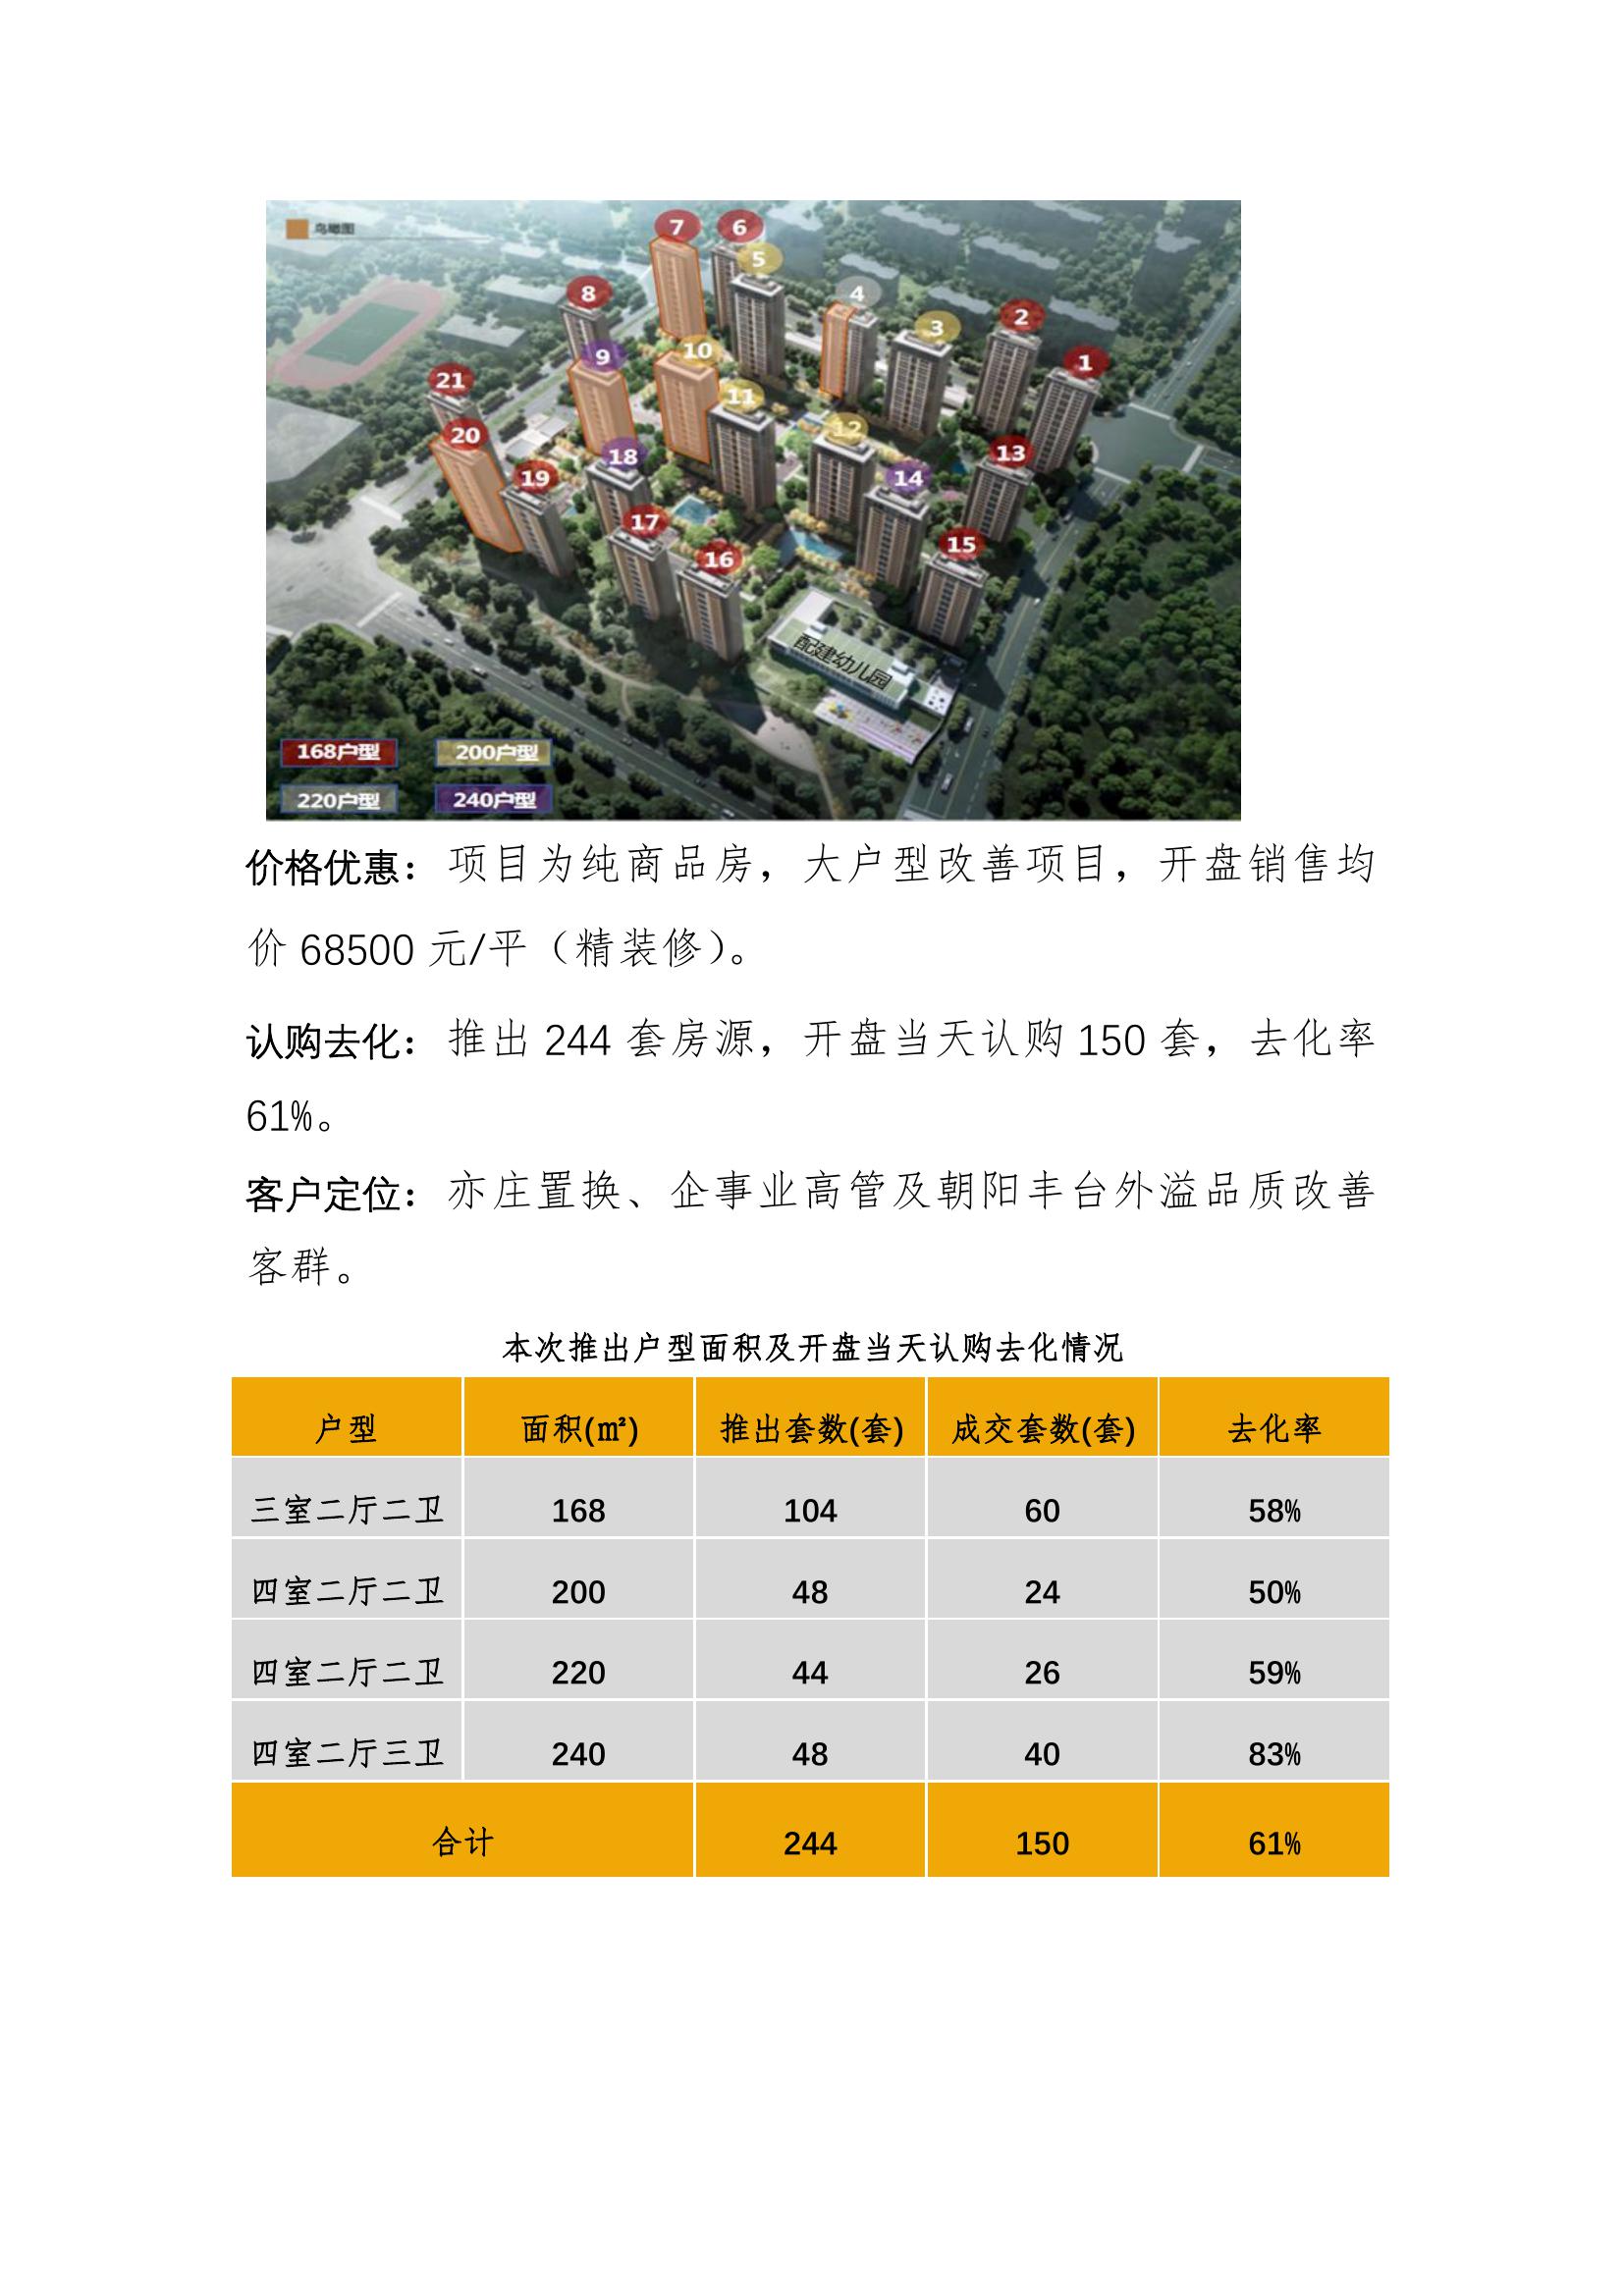 鸟瞰图
7
6
5
8
4
2
3
10
9
1
21
11
12
20
13
18
14
19
17
15
16
配建幼儿园
168户型
200户型
220户型
240户型
价格优惠：项目为纯商品房，大户型改善项目，开盘销售均
价 68500 元/平（精装修）。
认购去化：推出 244 套房源，开盘当天认购 150 套，去化率
61%。
客户定位：亦庄置换、企事业高管及朝阳丰台外溢品质改善
客群。
本次推出户型面积及开盘当天认购去化情况
户型 面积(㎡) 推出套数(套) 成交套数(套) 去化率
三室二厅二卫 168 104 60 58%
四室二厅二卫 200 48 24 50%
四室二厅二卫 220 44 26 59%
四室二厅三卫 240 48 40 83%
合计 244 150 61%